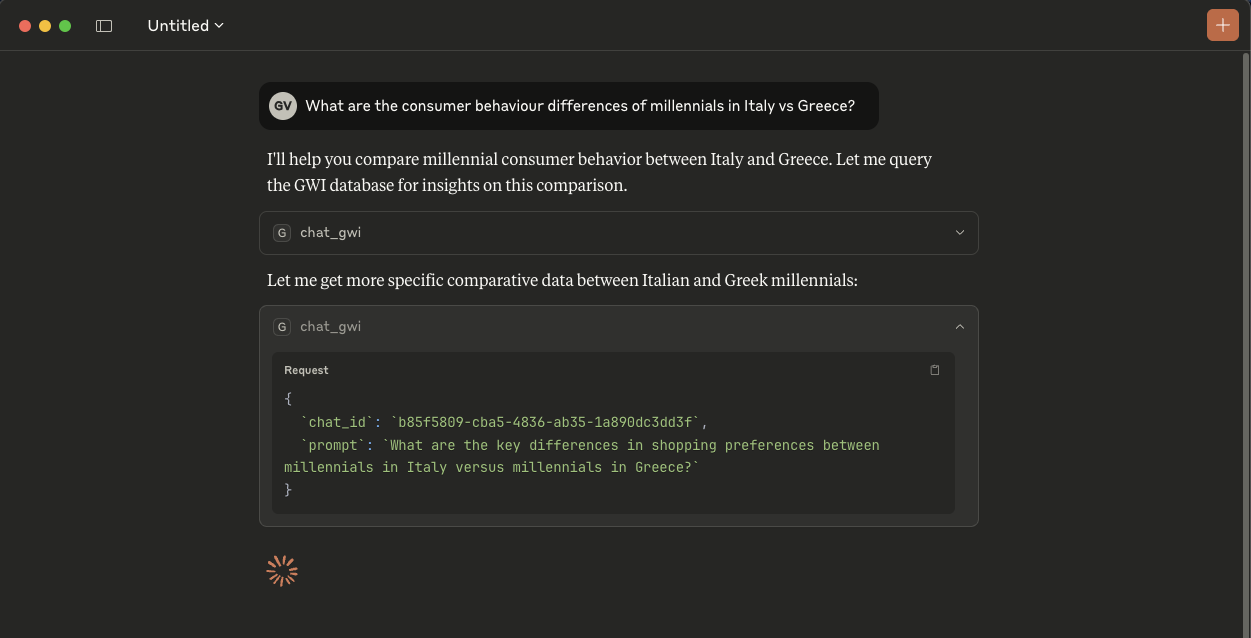 Untitled
GV What are the consumer behaviour differences of millennials in Italy vs Greece?
I'll help you compare millennial consumer behavior between Italy and Greece. Let me query
the GWI database for insights on this comparison.
G chat_gwi
Let me get more specific comparative data between Italian and Greek millennials:
G chat_gwi
Request
{
`chat_id`: `b85f5809-cba5-4836-ab35-1a890dc3dd3f`,
`prompt`: `What are the key differences in shopping preferences between
millennials in Italy versus millennials in Greece?`
}